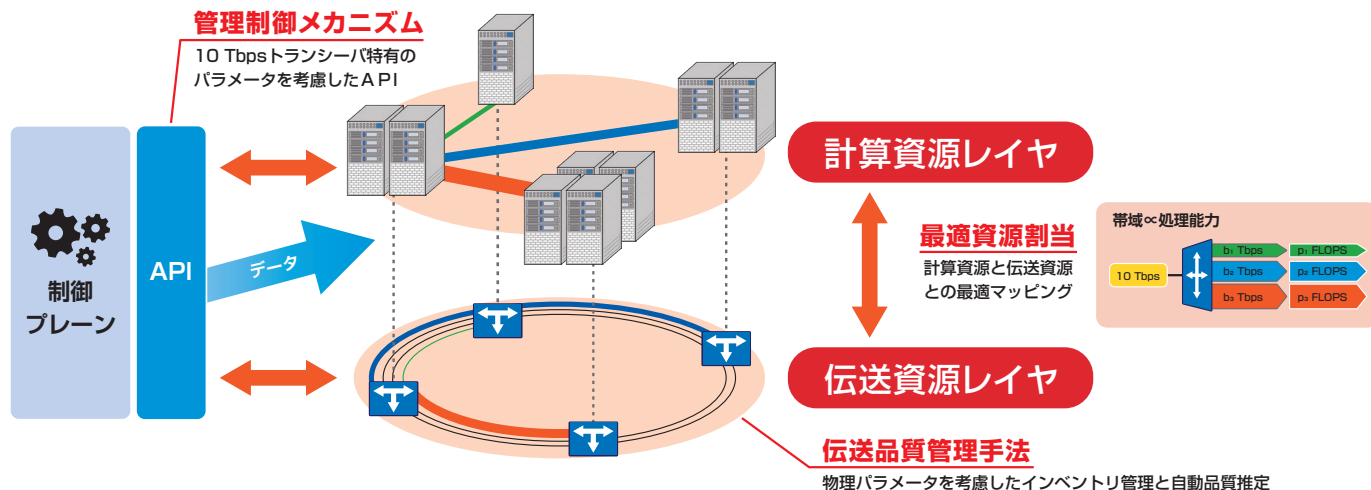 管理制御メカニズム
10 Tbpsトランシーバ特有の
パラメータを考慮したAPI
制御
プレーン
API
データ
計算資源レイヤ
最適資源割当
計算資源と伝送資源
との最適マッピング
帯域∝処理能力
10 Tbps
b₁ Tbps
p₁ FLOPS
b₂ Tbps
p₂ FLOPS
b₃ Tbps
p₃ FLOPS
伝送資源レイヤ
伝送品質管理手法
物理パラメータを考慮したインベントリ管理と自動品質推定